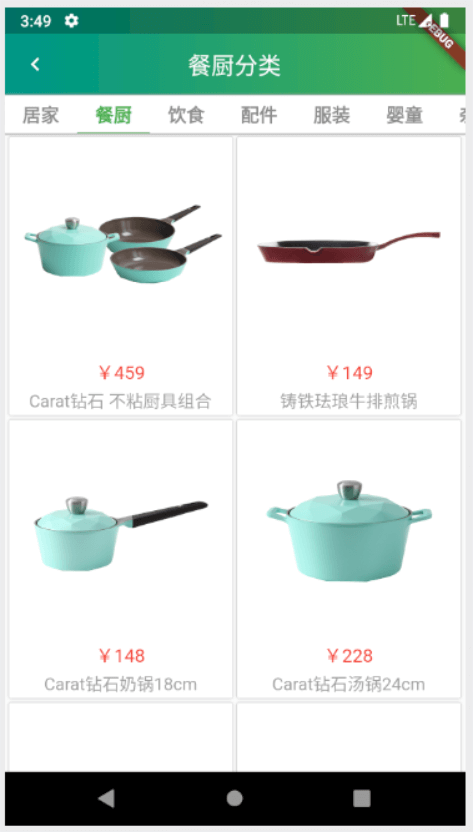 3:49 LTE
DEBUG
餐厨分类
居家 餐厨 饮食 配件 服装 婴童
￥459 ￥149
Carat钻石 不粘厨具组合 铸铁珐琅牛排煎锅
￥148 ￥228
Carat钻石奶锅18cm Carat钻石汤锅24cm